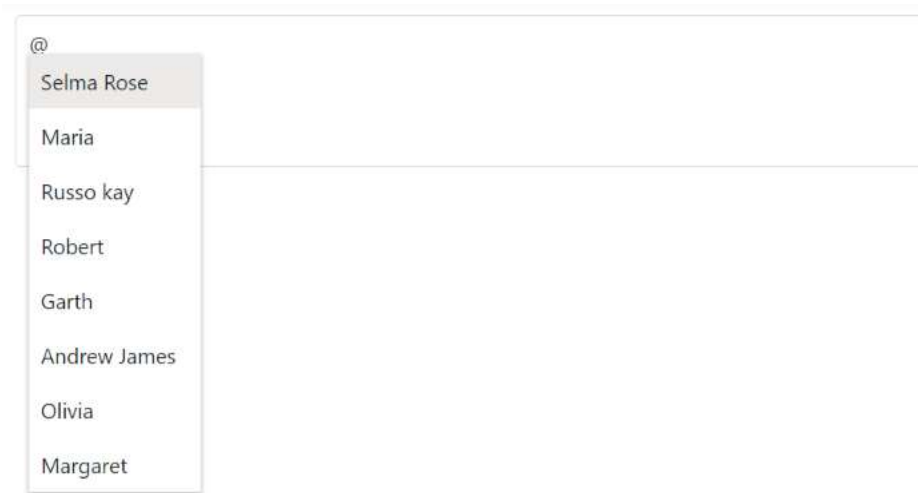 @
Selma Rose
Maria
Russo kay
Robert
Garth
Andrew James
Olivia
Margaret